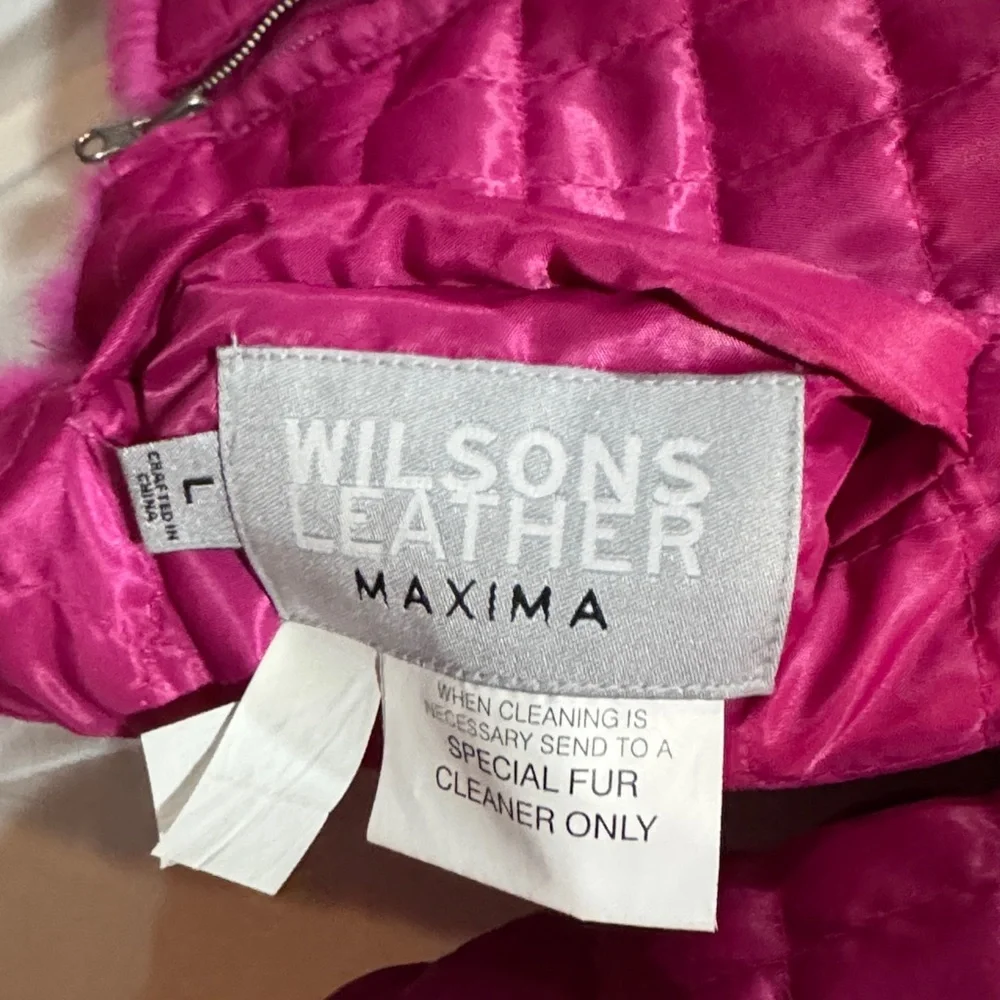 WILSONS
LEATHER
MAXIMA
L
CRAFTED IN
CHINA
WHEN CLEANING IS
NECESSARY SEND TO A
SPECIAL FUR
CLEANER ONLY